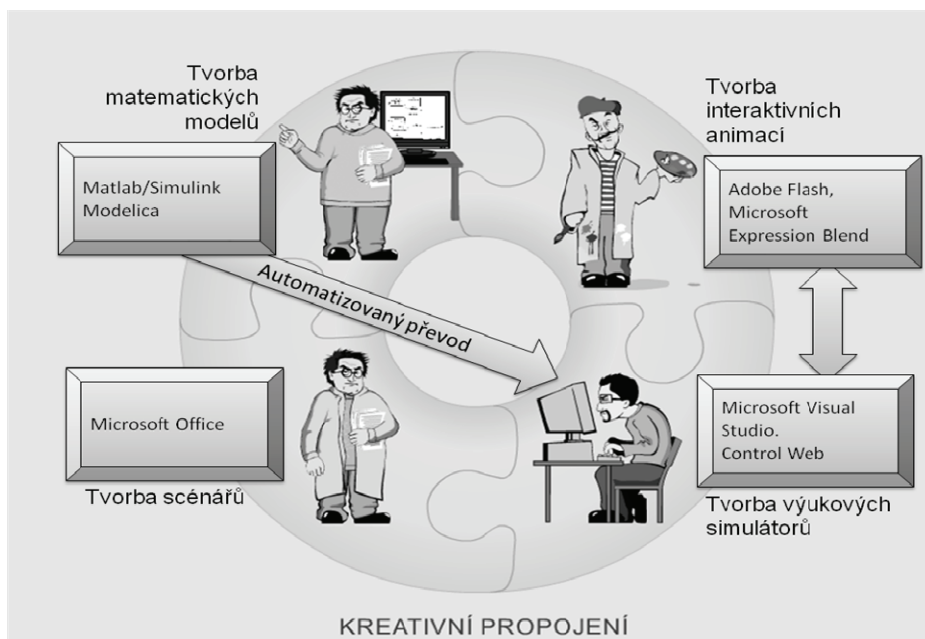 Tvorba
matematických
modelů
Matlab/Simulink
Modelica
Tvorba
interaktivních
animací
Adobe Flash,
Microsoft
Expression Blend
Automatizovaný převod
Microsoft Office
Tvorba scénářů
Microsoft Visual
Studio.
Control Web
Tvorba výukových
simulátorů
KREATIVNÍ PROPOJENÍ